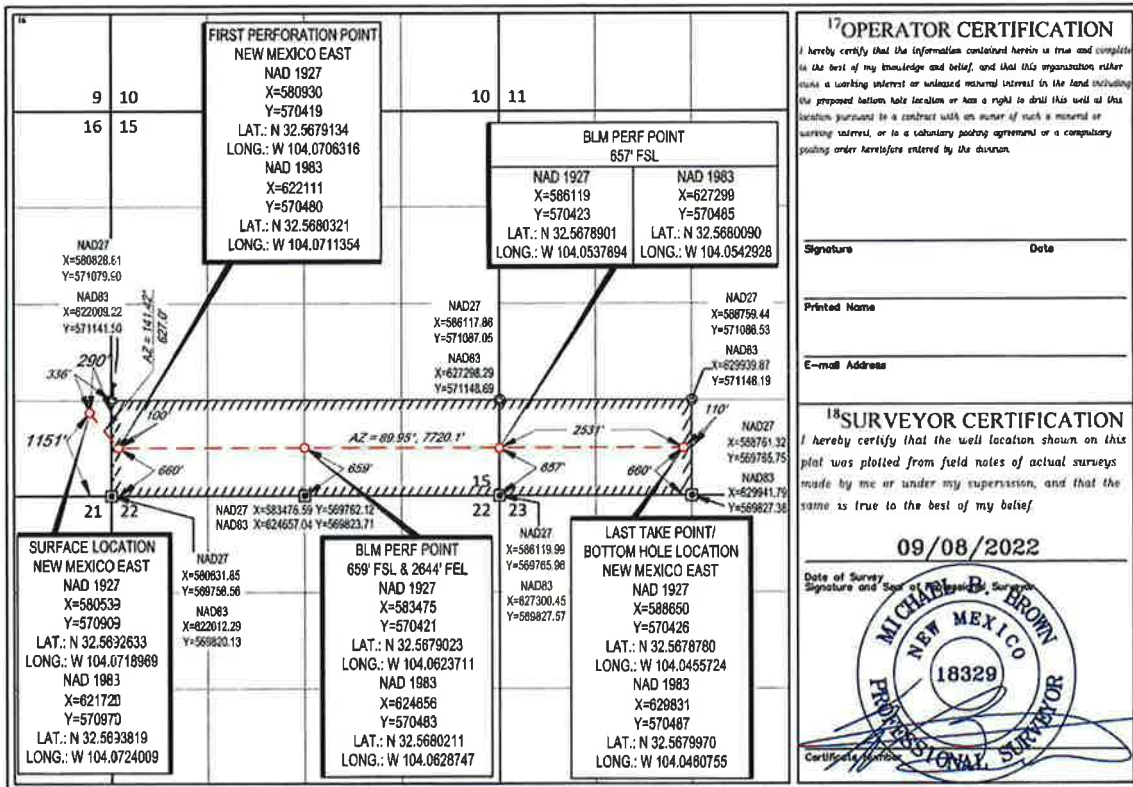 16
FIRST PERFORATION POINT
NEW MEXICO EAST
NAD 1927
X=580930
Y=570419
LAT.: N 32.5679134
LONG.: W 104.0706316
NAD 1983
X=622111
Y=570480
LAT.: N 32.5680321
LONG.: W 104.0711354
9 10
16 15
10 11
BLM PERF POINT
657' FSL
NAD 1927
X=586119
Y=570423
LAT.: N 32.5678901
LONG.: W 104.0537894
NAD 1983
X=627299
Y=570485
LAT.: N 32.5680090
LONG.: W 104.0542928
NAD27
X=580828.61
Y=571079.90
NAD83
X=622009.22
Y=571141.50
AZ = 141.42°
627.0'
NAD27
X=586117.86
Y=571087.05
NAD83
X=627298.29
Y=571148.69
NAD27
X=588759.44
Y=571086.53
NAD83
X=629939.87
Y=571148.19
290'
336'
1151'
100'
AZ = 89.95°, 7720.1'
2531'
110'
660'
659'
657'
660'
NAD27
X=588761.32
Y=569765.75
NAD83
X=629941.79
Y=569827.38
15
21 22
22 23
NAD27 X=583476.59 Y=569762.12
NAD83 X=624657.04 Y=569823.71
NAD27
X=580831.85
Y=569758.56
NAD83
X=622012.29
Y=569820.13
NAD27
X=586119.99
Y=569765.98
NAD83
X=627300.45
Y=569827.57
SURFACE LOCATION
NEW MEXICO EAST
NAD 1927
X=580539
Y=570909
LAT.: N 32.5692633
LONG.: W 104.0718969
NAD 1983
X=621720
Y=570970
LAT.: N 32.5693819
LONG.: W 104.0724009
BLM PERF POINT
659' FSL & 2644' FEL
NAD 1927
X=583475
Y=570421
LAT.: N 32.5679023
LONG.: W 104.0623711
NAD 1983
X=624656
Y=570483
LAT.: N 32.5680211
LONG.: W 104.0628747
LAST TAKE POINT/
BOTTOM HOLE LOCATION
NEW MEXICO EAST
NAD 1927
X=588650
Y=570426
LAT.: N 32.5678780
LONG.: W 104.0455724
NAD 1983
X=629831
Y=570487
LAT.: N 32.5679970
LONG.: W 104.0460755
17 OPERATOR CERTIFICATION
I hereby certify that the information contained herein is true and complete
to the best of my knowledge and belief, and that this organization either
owns a working interest or unleased mineral interest in the land including
the proposed bottom hole location or has a right to drill this well at this
location pursuant to a contract with an owner of such a mineral or
working interest, or to a voluntary pooling agreement or a compulsory
pooling order heretofore entered by the division.
Signature Date
Printed Name
E-mail Address
18 SURVEYOR CERTIFICATION
I hereby certify that the well location shown on this
plat was plotted from field notes of actual surveys
made by me or under my supervision, and that the
same is true to the best of my belief.
09/08/2022
Date of Survey
Signature and Seal of Professional Surveyor
MICHAEL B. BROWN
NEW MEXICO
18329
PROFESSIONAL SURVEYOR
Certificate Number